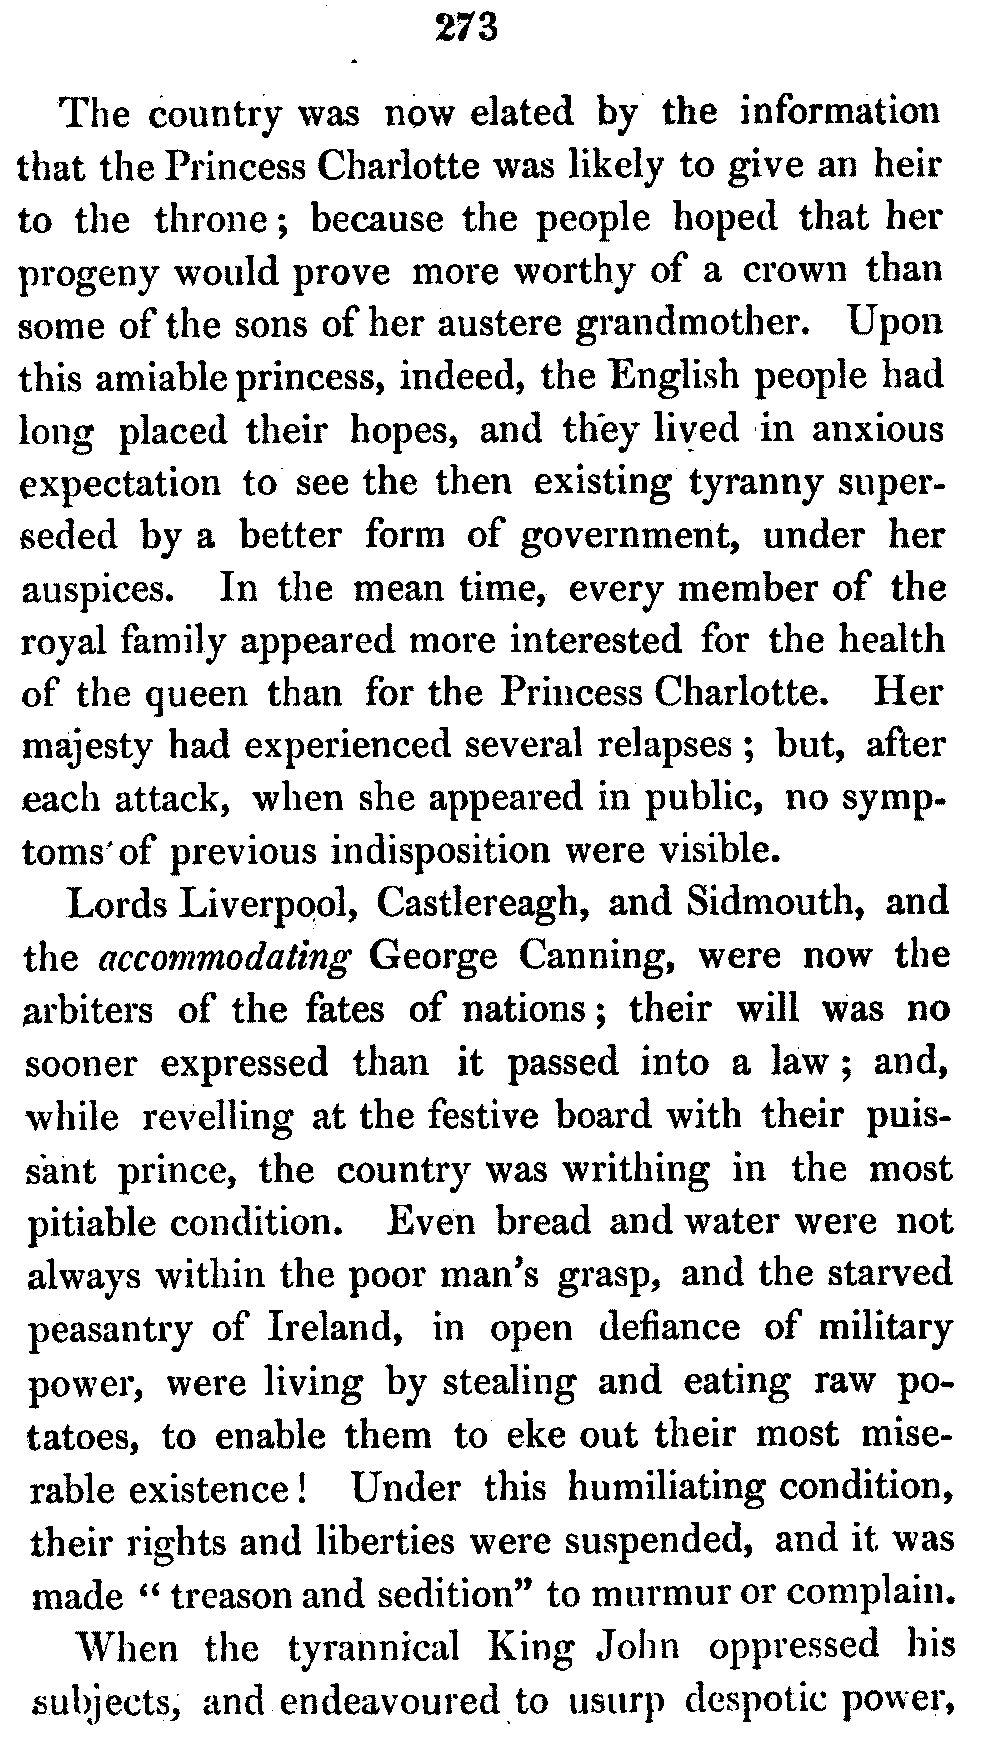 273
The country was now elated by the information
that the Princess Charlotte was likely to give an heir
to the throne; because the people hoped that her
progeny would prove more worthy of a crown than
some of the sons of her austere grandmother. Upon
this amiable princess, indeed, the English people had
long placed their hopes, and they lived in anxious
expectation to see the then existing tyranny super-
seded by a better form of government, under her
auspices. In the mean time, every member of the
royal family appeared more interested for the health
of the queen than for the Princess Charlotte. Her
majesty had experienced several relapses; but, after
each attack, when she appeared in public, no symp-
toms of previous indisposition were visible.
Lords Liverpool, Castlereagh, and Sidmouth, and
the accommodating George Canning, were now the
arbiters of the fates of nations; their will was no
sooner expressed than it passed into a law; and,
while revelling at the festive board with their puis-
sant prince, the country was writhing in the most
pitiable condition. Even bread and water were not
always within the poor man's grasp, and the starved
peasantry of Ireland, in open defiance of military
power, were living by stealing and eating raw po-
tatoes, to enable them to eke out their most mise-
rable existence! Under this humiliating condition,
their rights and liberties were suspended, and it was
made "treason and sedition" to murmur or complain.
When the tyrannical King John oppressed his
subjects, and endeavoured to usurp despotic power,